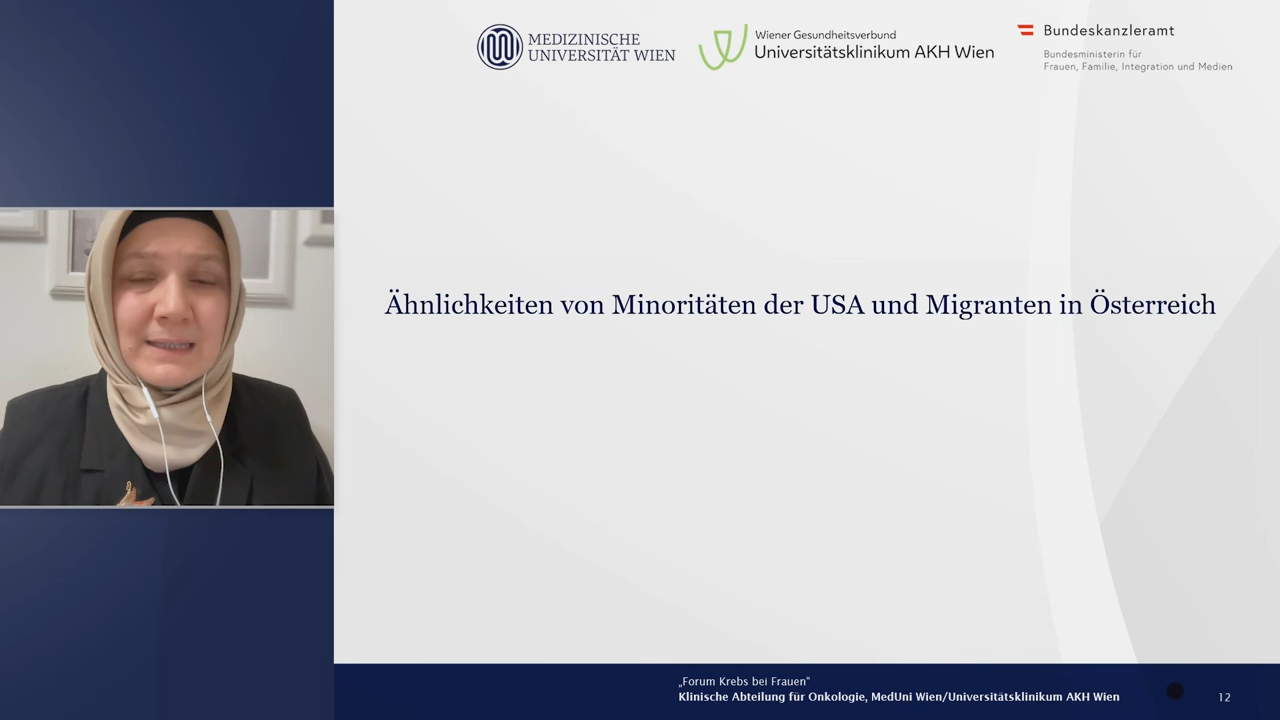 MEDIZINISCHE
UNIVERSITÄT WIEN
Wiener Gesundheitsverbund
Universitätsklinikum AKH Wien
Bundeskanzleramt
Bundesministerin für
Frauen, Familie, Integration und Medien
Ähnlichkeiten von Minoritäten der USA und Migranten in Österreich
„Forum Krebs bei Frauen“
Klinische Abteilung für Onkologie, MedUni Wien/Universitätsklinikum AKH Wien
12